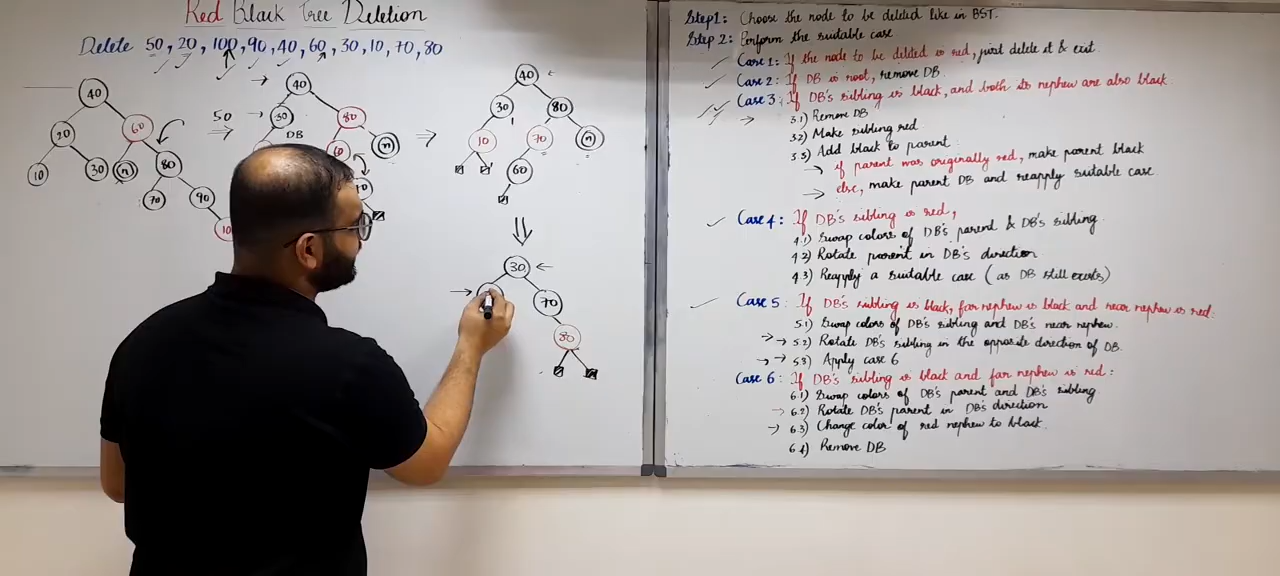 Red Black Tree Deletion
Delete 50, 20, 100, 90, 40, 60, 30, 10, 70, 80
40
20
60
10
30
n
80
70
90
10
50
40
30
DB
80
60
n
40
30
80
10
70
n
60
30
70
80
Step1: Choose the node to be deleted like in BST.
Step 2: Perform the suitable case.
Case 1: If the node to be deleted is red, just delete it & exit.
Case 2: If DB is root, remove DB.
Case 3: If DB's sibling is black, and both its nephew are also black.
3.1) Remove DB
3.2) Make sibling red
3.3) Add black to parent:
→ if parent was originally red, make parent black
→ else, make parent DB and reapply suitable case.
Case 4: If DB's sibling is red,
4.1) Swap colors of DB's parent & DB's sibling
4.2) Rotate parent in DB's direction
4.3) Reapply a suitable case (as DB still exists)
Case 5: If DB's sibling is black, far nephew is black and near nephew is red.
5.1) Swap colors of DB's sibling and DB's near nephew.
5.2) Rotate DB's sibling in the opposite direction of DB.
5.3) Apply case 6
Case 6: If DB's sibling is black and far nephew is red:
6.1) Swap colors of DB's parent and DB's sibling
6.2) Rotate DB's parent in DB's direction
6.3) Change color of red nephew to black.
6.4) Remove DB